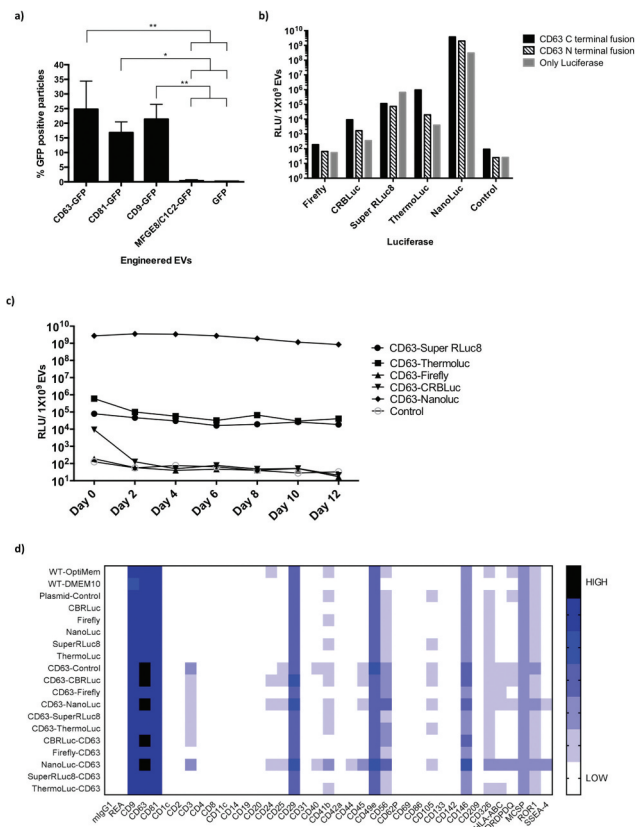 a)
**
*
**
% GFP positive particles
40
35
30
25
20
15
10
5
0
CD63-GFP
CD81-GFP
CD9-GFP
MFGE8/C1C2-GFP
GFP
Engineered EVs
b)
CD63 C terminal fusion
CD63 N terminal fusion
Only Luciferase
RLU/ 1X10⁹ EVs
10¹⁰
10⁹
10⁸
10⁷
10⁶
10⁵
10⁴
10³
10²
10¹
10⁰
Firefly
CRBLuc
Super RLuc8
ThermoLuc
NanoLuc
Control
Luciferase
c)
RLU/ 1X10⁹ EVs
10¹⁰
10⁹
10⁸
10⁷
10⁶
10⁵
10⁴
10³
10²
10¹
Day 0
Day 2
Day 4
Day 6
Day 8
Day 10
Day 12
CD63-Super RLuc8
CD63-Thermoluc
CD63-Firefly
CD63-CRBLuc
CD63-Nanoluc
Control
d)
WT-OptiMem
WT-DMEM10
Plasmid-Control
CBRLuc
Firefly
NanoLuc
SuperRLuc8
ThermoLuc
CD63-Control
CD63-CBRLuc
CD63-Firefly
CD63-NanoLuc
CD63-SuperRLuc8
CD63-ThermoLuc
CBRLuc-CD63
Firefly-CD63
NanoLuc-CD63
SuperRLuc8-CD63
ThermoLuc-CD63
mIgG1
REA
CD9
CD63
CD81
CD1c
CD2
CD3
CD4
CD8
CD11c
CD14
CD19
CD20
CD24
CD25
CD29
CD31
CD40
CD41b
CD42a
CD44
CD45
CD49e
CD56
CD62P
CD69
CD86
CD105
CD133
CD142
CD146
CD209
CD326
HLA-ABC
MCSP
ROR1
SSEA-4
HIGH
LOW